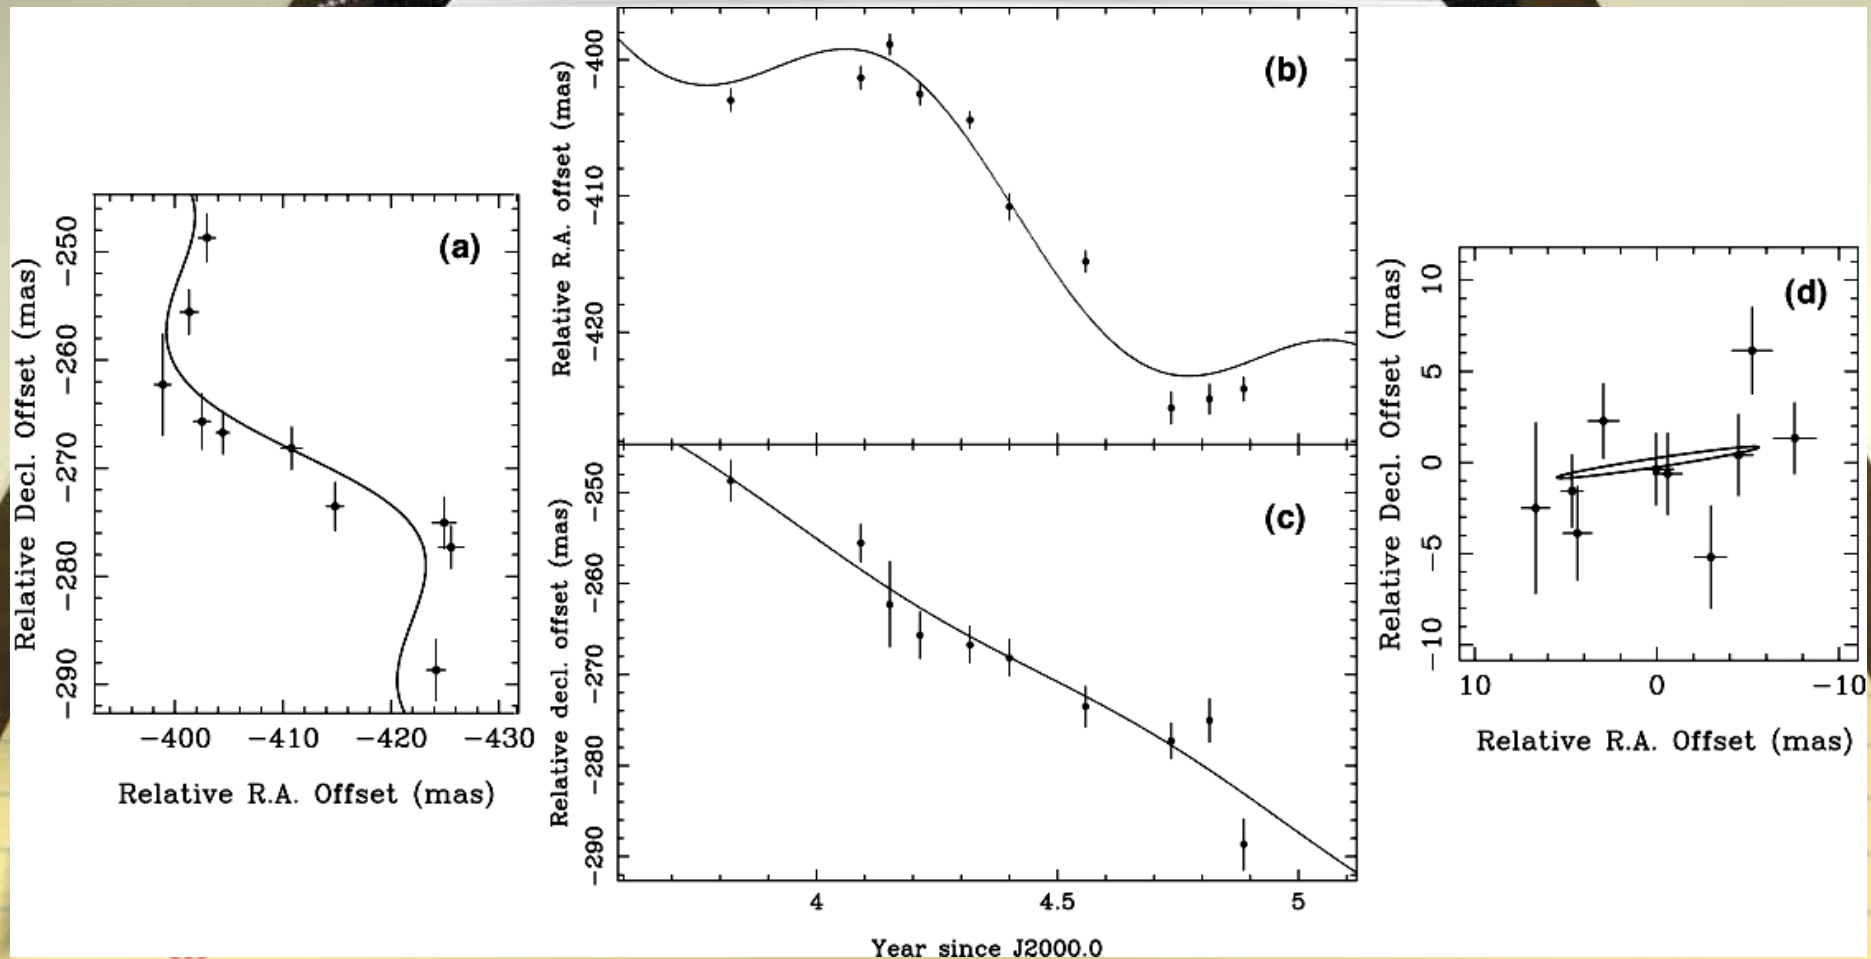 (a)
Relative Decl. Offset (mas)
-250
-260
-270
-280
-290
-400 -410 -420 -430
Relative R.A. Offset (mas)
(b)
Relative R.A. offset (mas)
-400
-410
-420
(c)
Relative decl. offset (mas)
-250
-260
-270
-280
-290
4 4.5 5
Year since J2000.0
(d)
Relative Decl. Offset (mas)
10
5
0
-5
-10
10 0 -10
Relative R.A. Offset (mas)